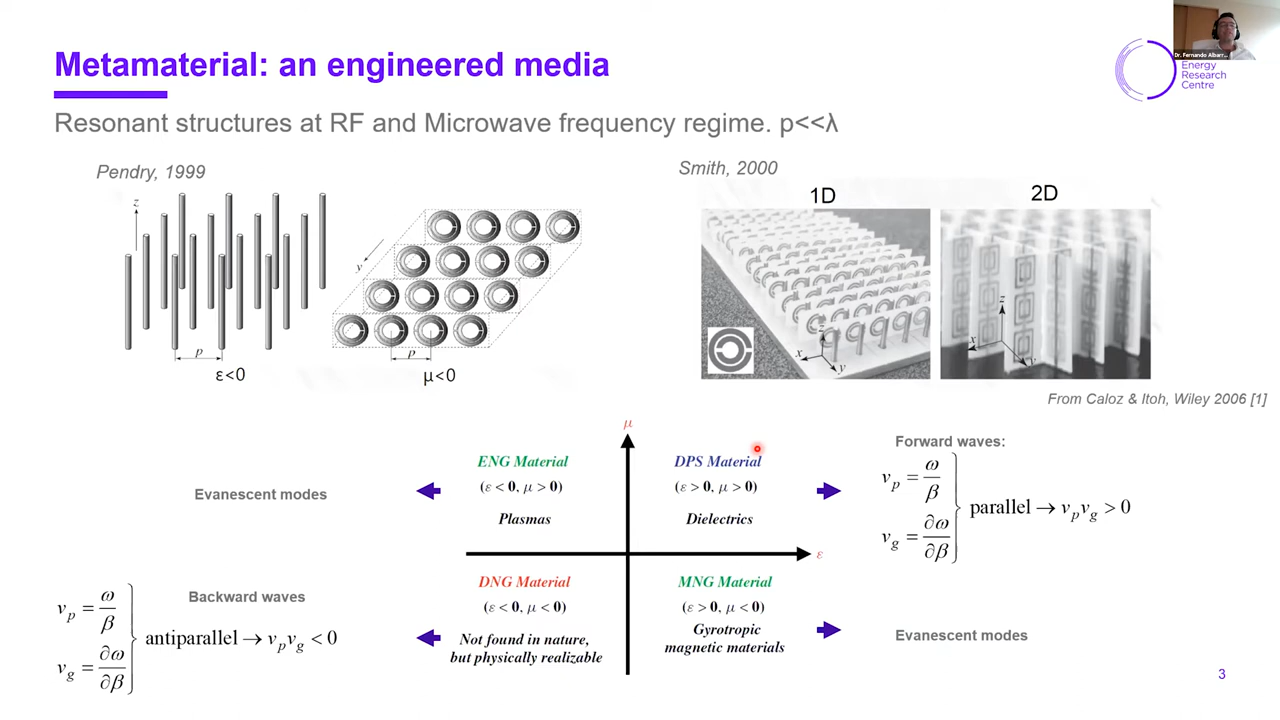 Metamaterial: an engineered media
Dr. Fernando Albarr...
Energy
Research
Centre
Resonant structures at RF and Microwave frequency regime. p<<λ
Pendry, 1999
Smith, 2000
1D
2D
z
y
p
p
ε<0
μ<0
z
x
y
z
x
y
From Caloz & Itoh, Wiley 2006 [1]
μ
ε
ENG Material
(ε < 0, μ > 0)
Plasmas
DPS Material
(ε > 0, μ > 0)
Dielectrics
Evanescent modes
Forward waves:
v_p = ω/β
v_g = ∂ω/∂β
parallel → v_p v_g > 0
DNG Material
(ε < 0, μ < 0)
Not found in nature,
but physically realizable
MNG Material
(ε > 0, μ < 0)
Gyrotropic
magnetic materials
Backward waves
v_p = ω/β
v_g = ∂ω/∂β
antiparallel → v_p v_g < 0
Evanescent modes
3